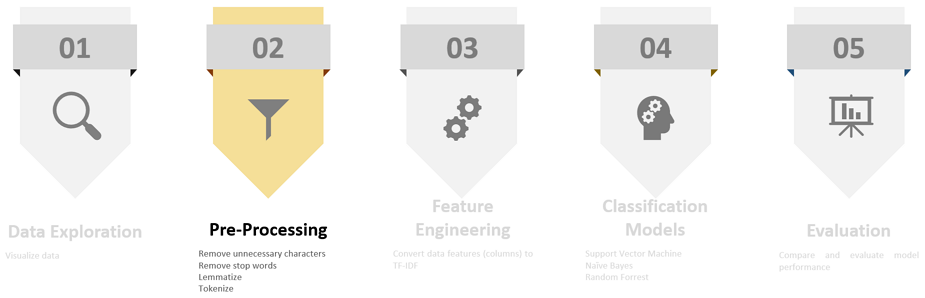 01
02
03
04
05
Data Exploration
Visualize data
Pre-Processing
Remove unnecessary characters
Remove stop words
Lemmatize
Tokenize
Feature
Engineering
Convert data features (columns) to
TF-IDF
Classification
Models
Support Vector Machine
Naïve Bayes
Random Forrest
Evaluation
Compare and evaluate model
performance